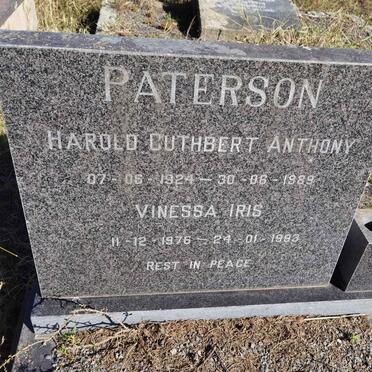 PATERSON
HAROLD CUTHBERT ANTHONY
07-06-1924 — 30-06-1989
VINESSA IRIS
11-12-1976 — 24-01-1993
REST IN PEACE